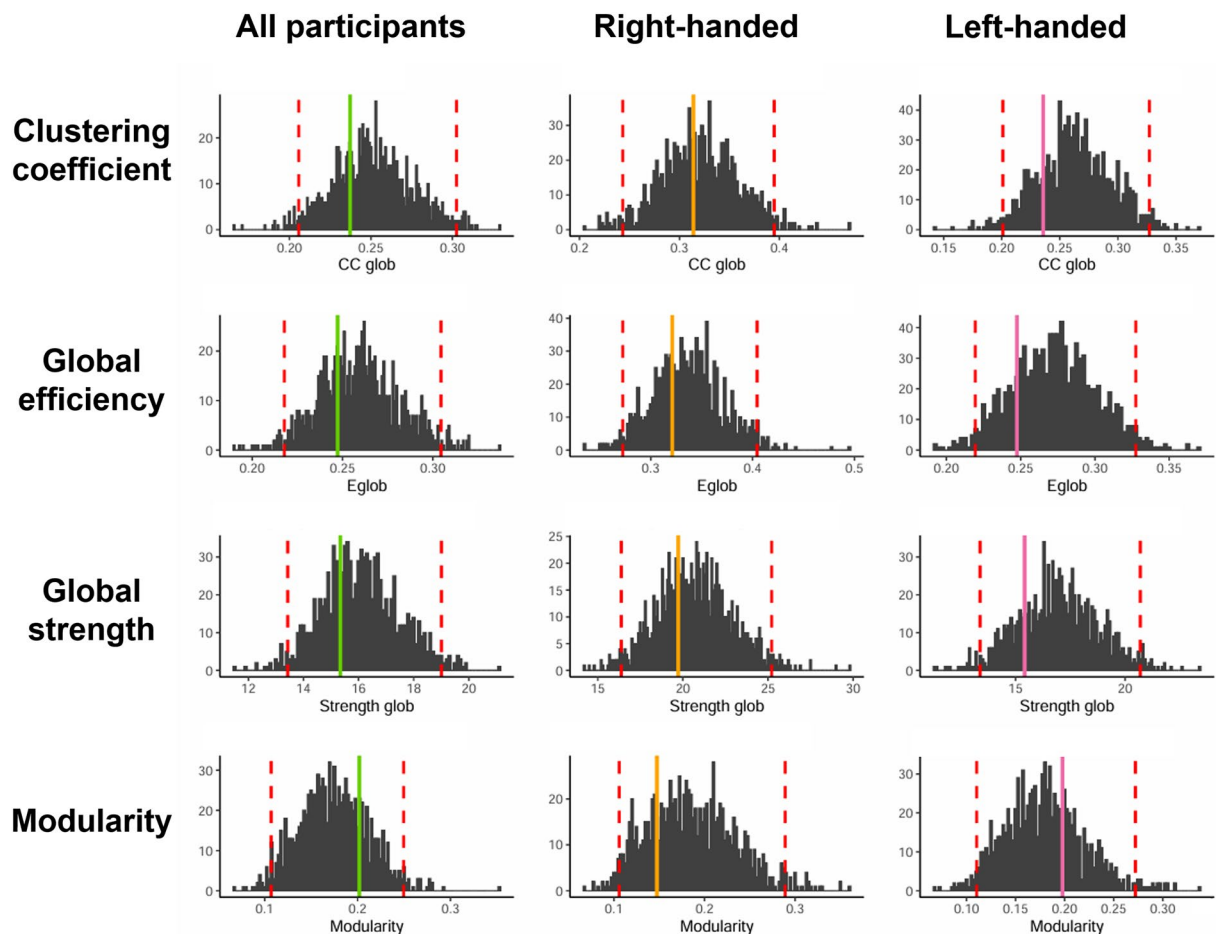 All participants Right-handed Left-handed
Clustering
coefficient
20
10
0
0.20 0.25 0.30
CC glob
30
20
10
0
0.2 0.3 0.4
CC glob
40
30
20
10
0
0.15 0.20 0.25 0.30 0.35
CC glob
Global
efficiency
20
10
0
0.20 0.25 0.30
Eglob
40
30
20
10
0
0.3 0.4 0.5
Eglob
40
30
20
10
0
0.20 0.25 0.30 0.35
Eglob
Global
strength
30
20
10
0
12 14 16 18 20
Strength glob
25
20
15
10
5
0
15 20 25 30
Strength glob
30
20
10
0
15 20
Strength glob
Modularity
30
20
10
0
0.1 0.2 0.3
Modularity
20
10
0
0.1 0.2 0.3
Modularity
30
20
10
0
0.10 0.15 0.20 0.25 0.30
Modularity